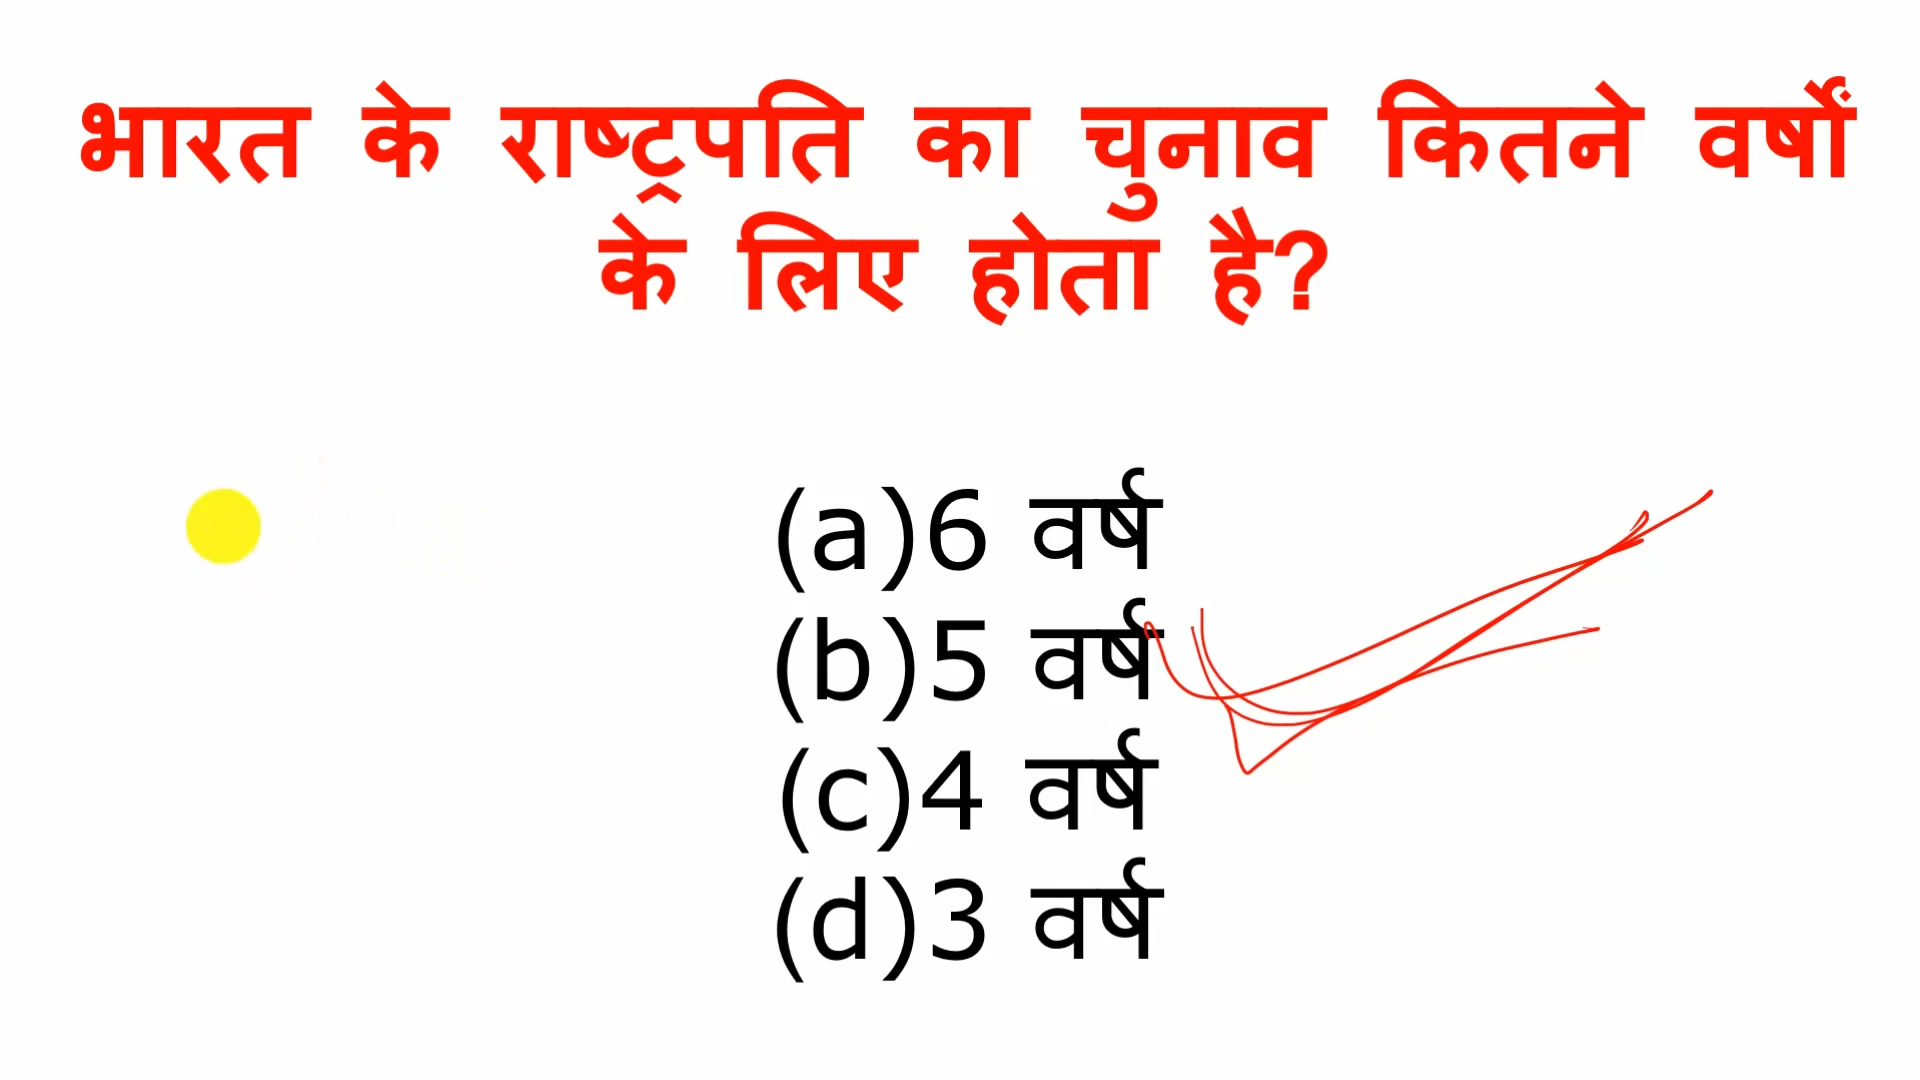 भारत के राष्ट्रपति का चुनाव कितने वर्षों
के लिए होता है?
(a)6 वर्ष
(b)5 वर्ष
(c)4 वर्ष
(d)3 वर्ष